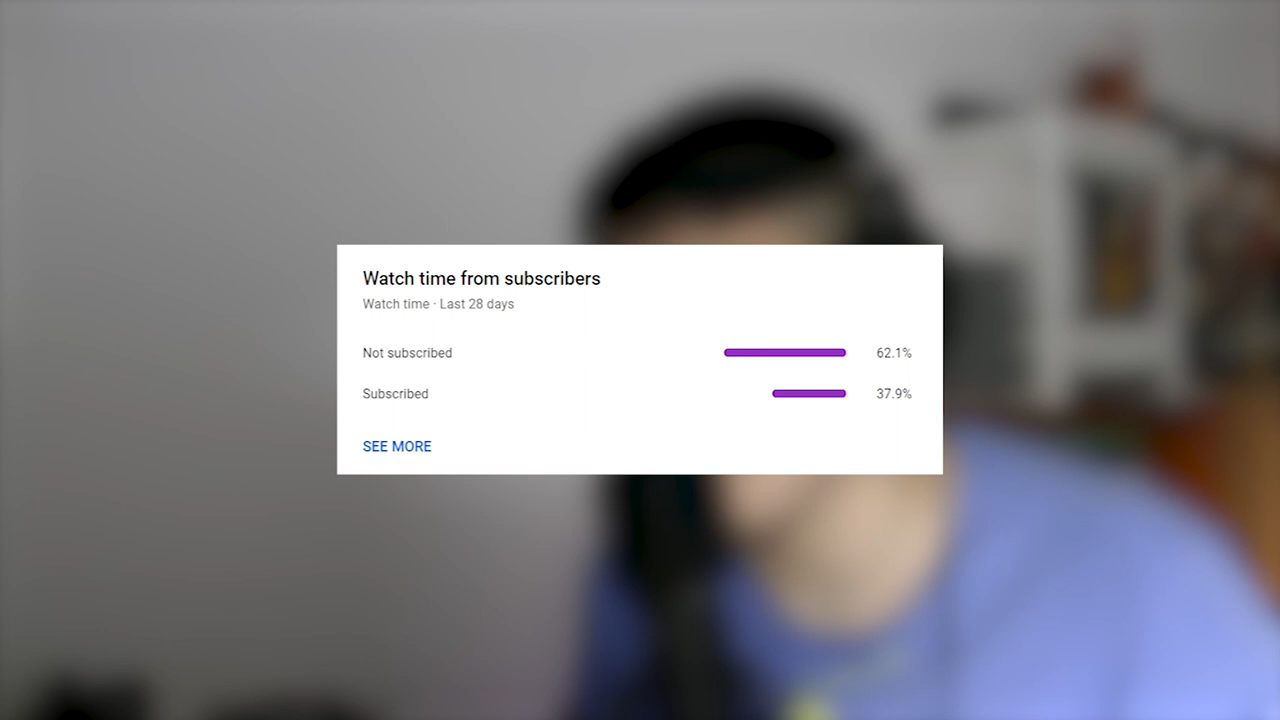 Watch time from subscribers
Watch time · Last 28 days
Not subscribed 62.1%
Subscribed 37.9%
SEE MORE